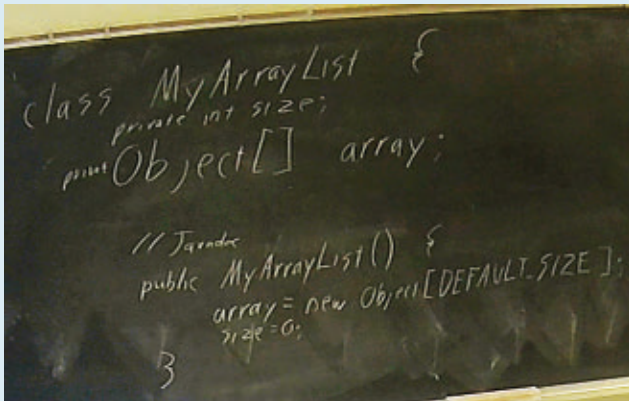 class MyArrayList {
private int size;
Object[] array;
// Javadoc
public MyArrayList() {
array = new Object[DEFAULT_SIZE];
size = 0;
}